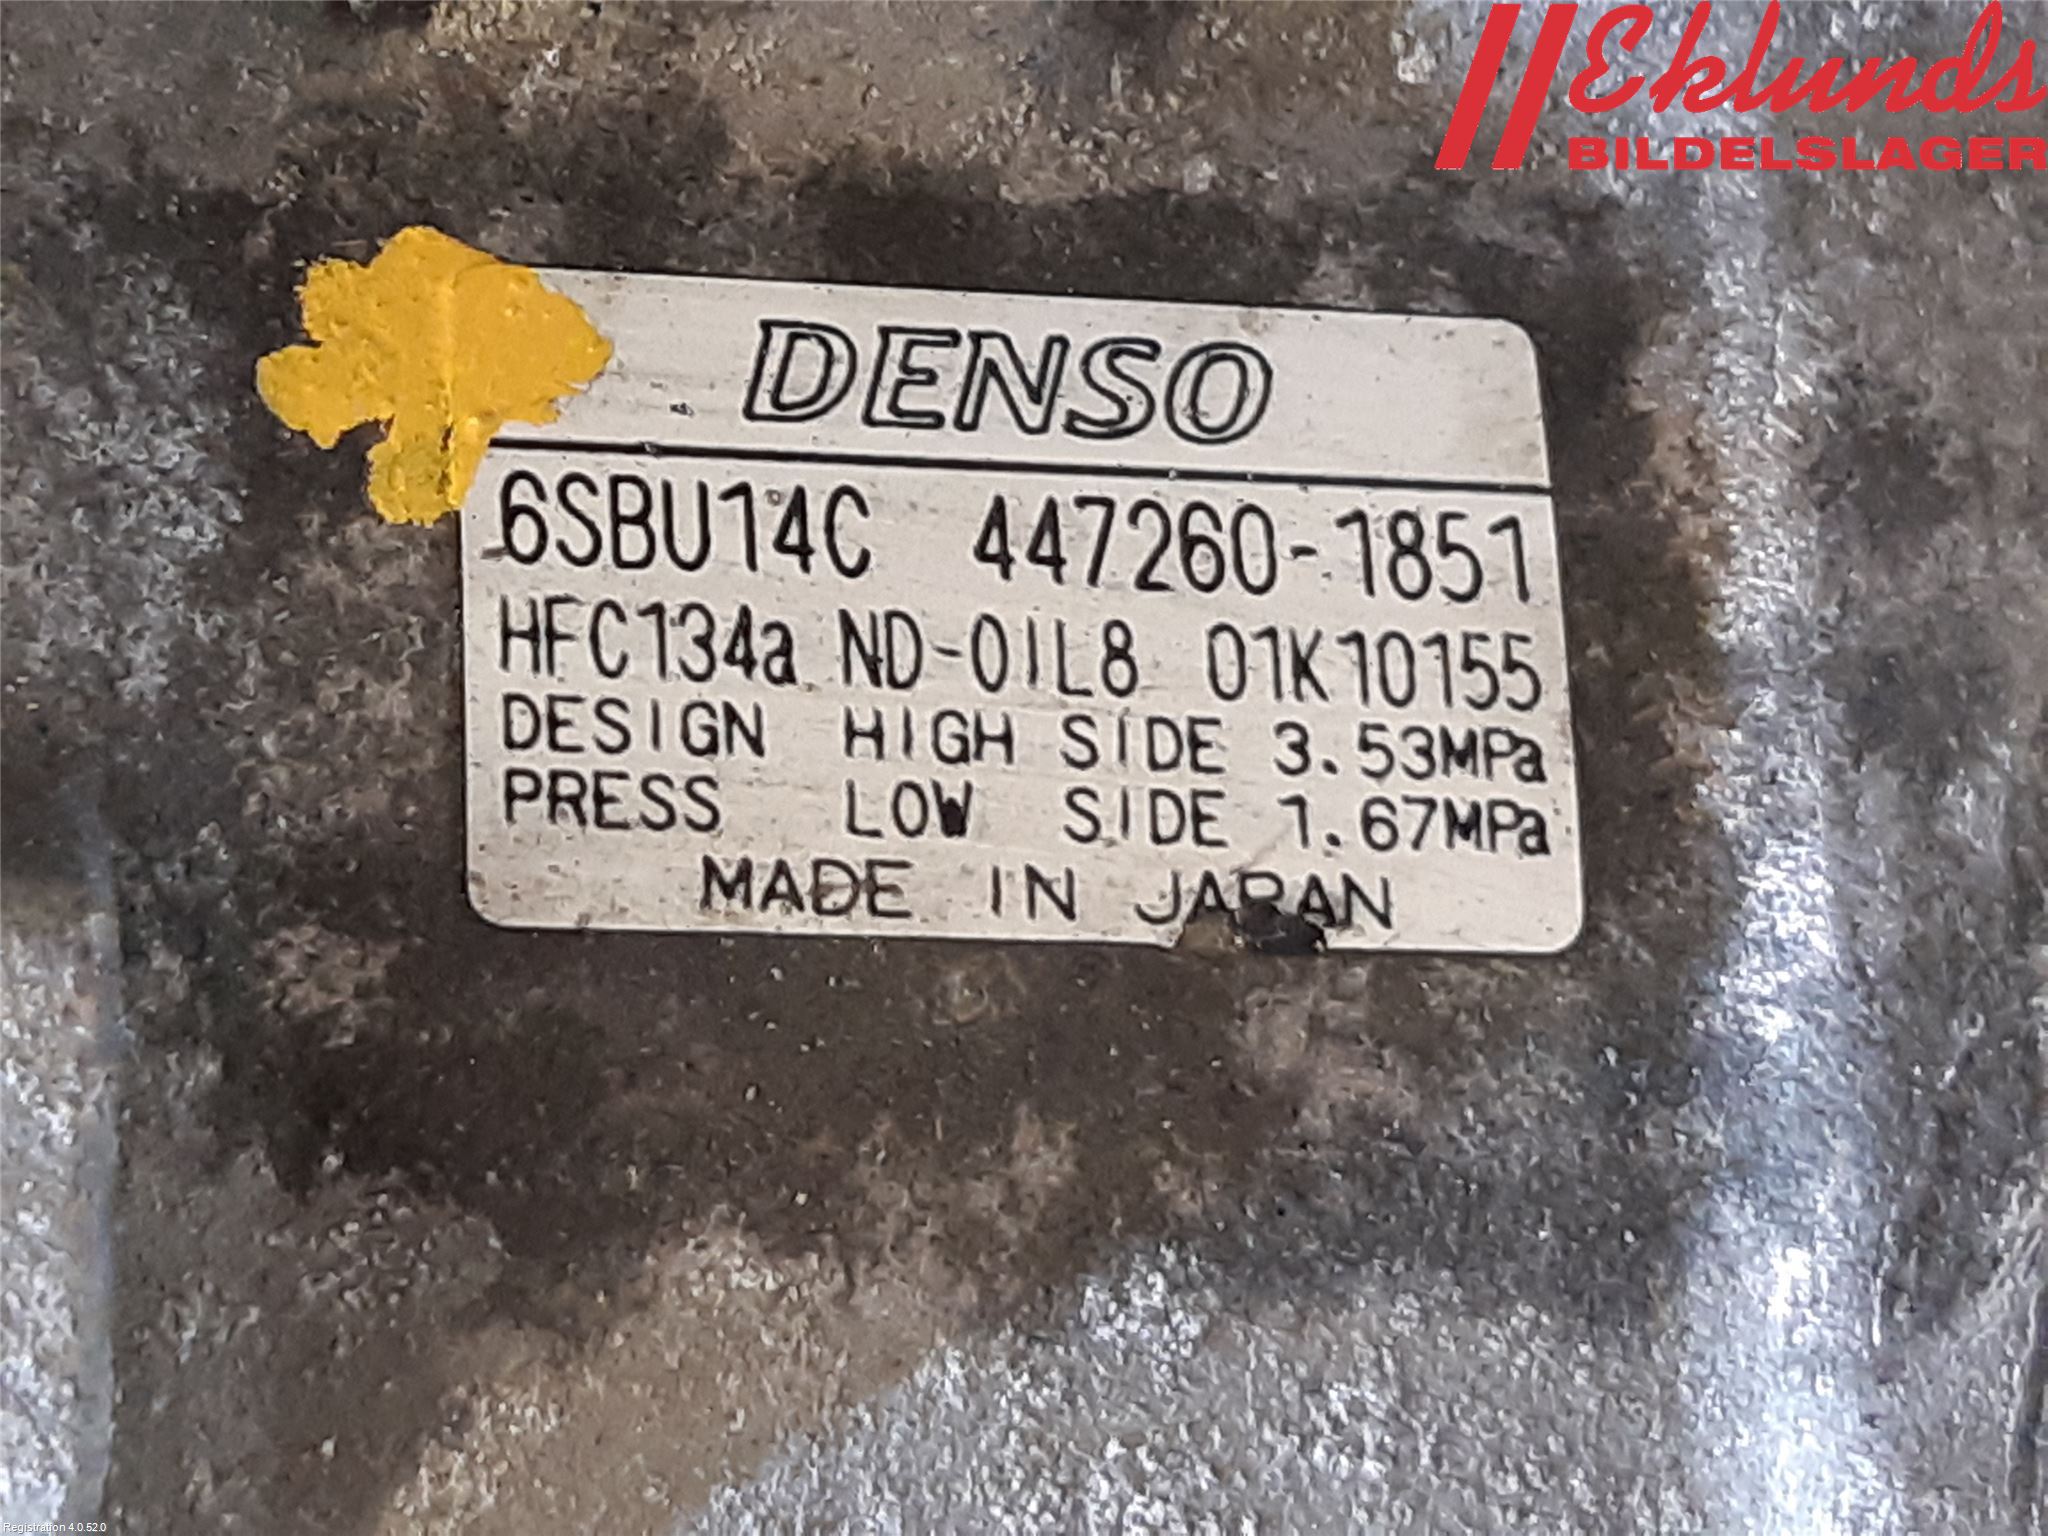 Eklunds
BILDELSLAGER
DENSO
6SBU14C 447260-1851
HFC134a ND-OIL8 01K10155
DESIGN HIGH SIDE 3.53MPa
PRESS LOW SIDE 1.67MPa
MADE IN JAPAN
Registration 4.0.52.0